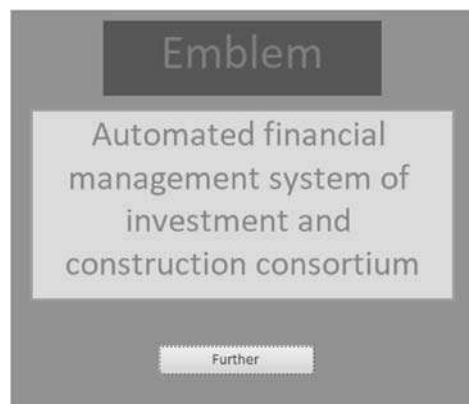 Emblem
Automated financial
management system of
investment and
construction consortium
Further